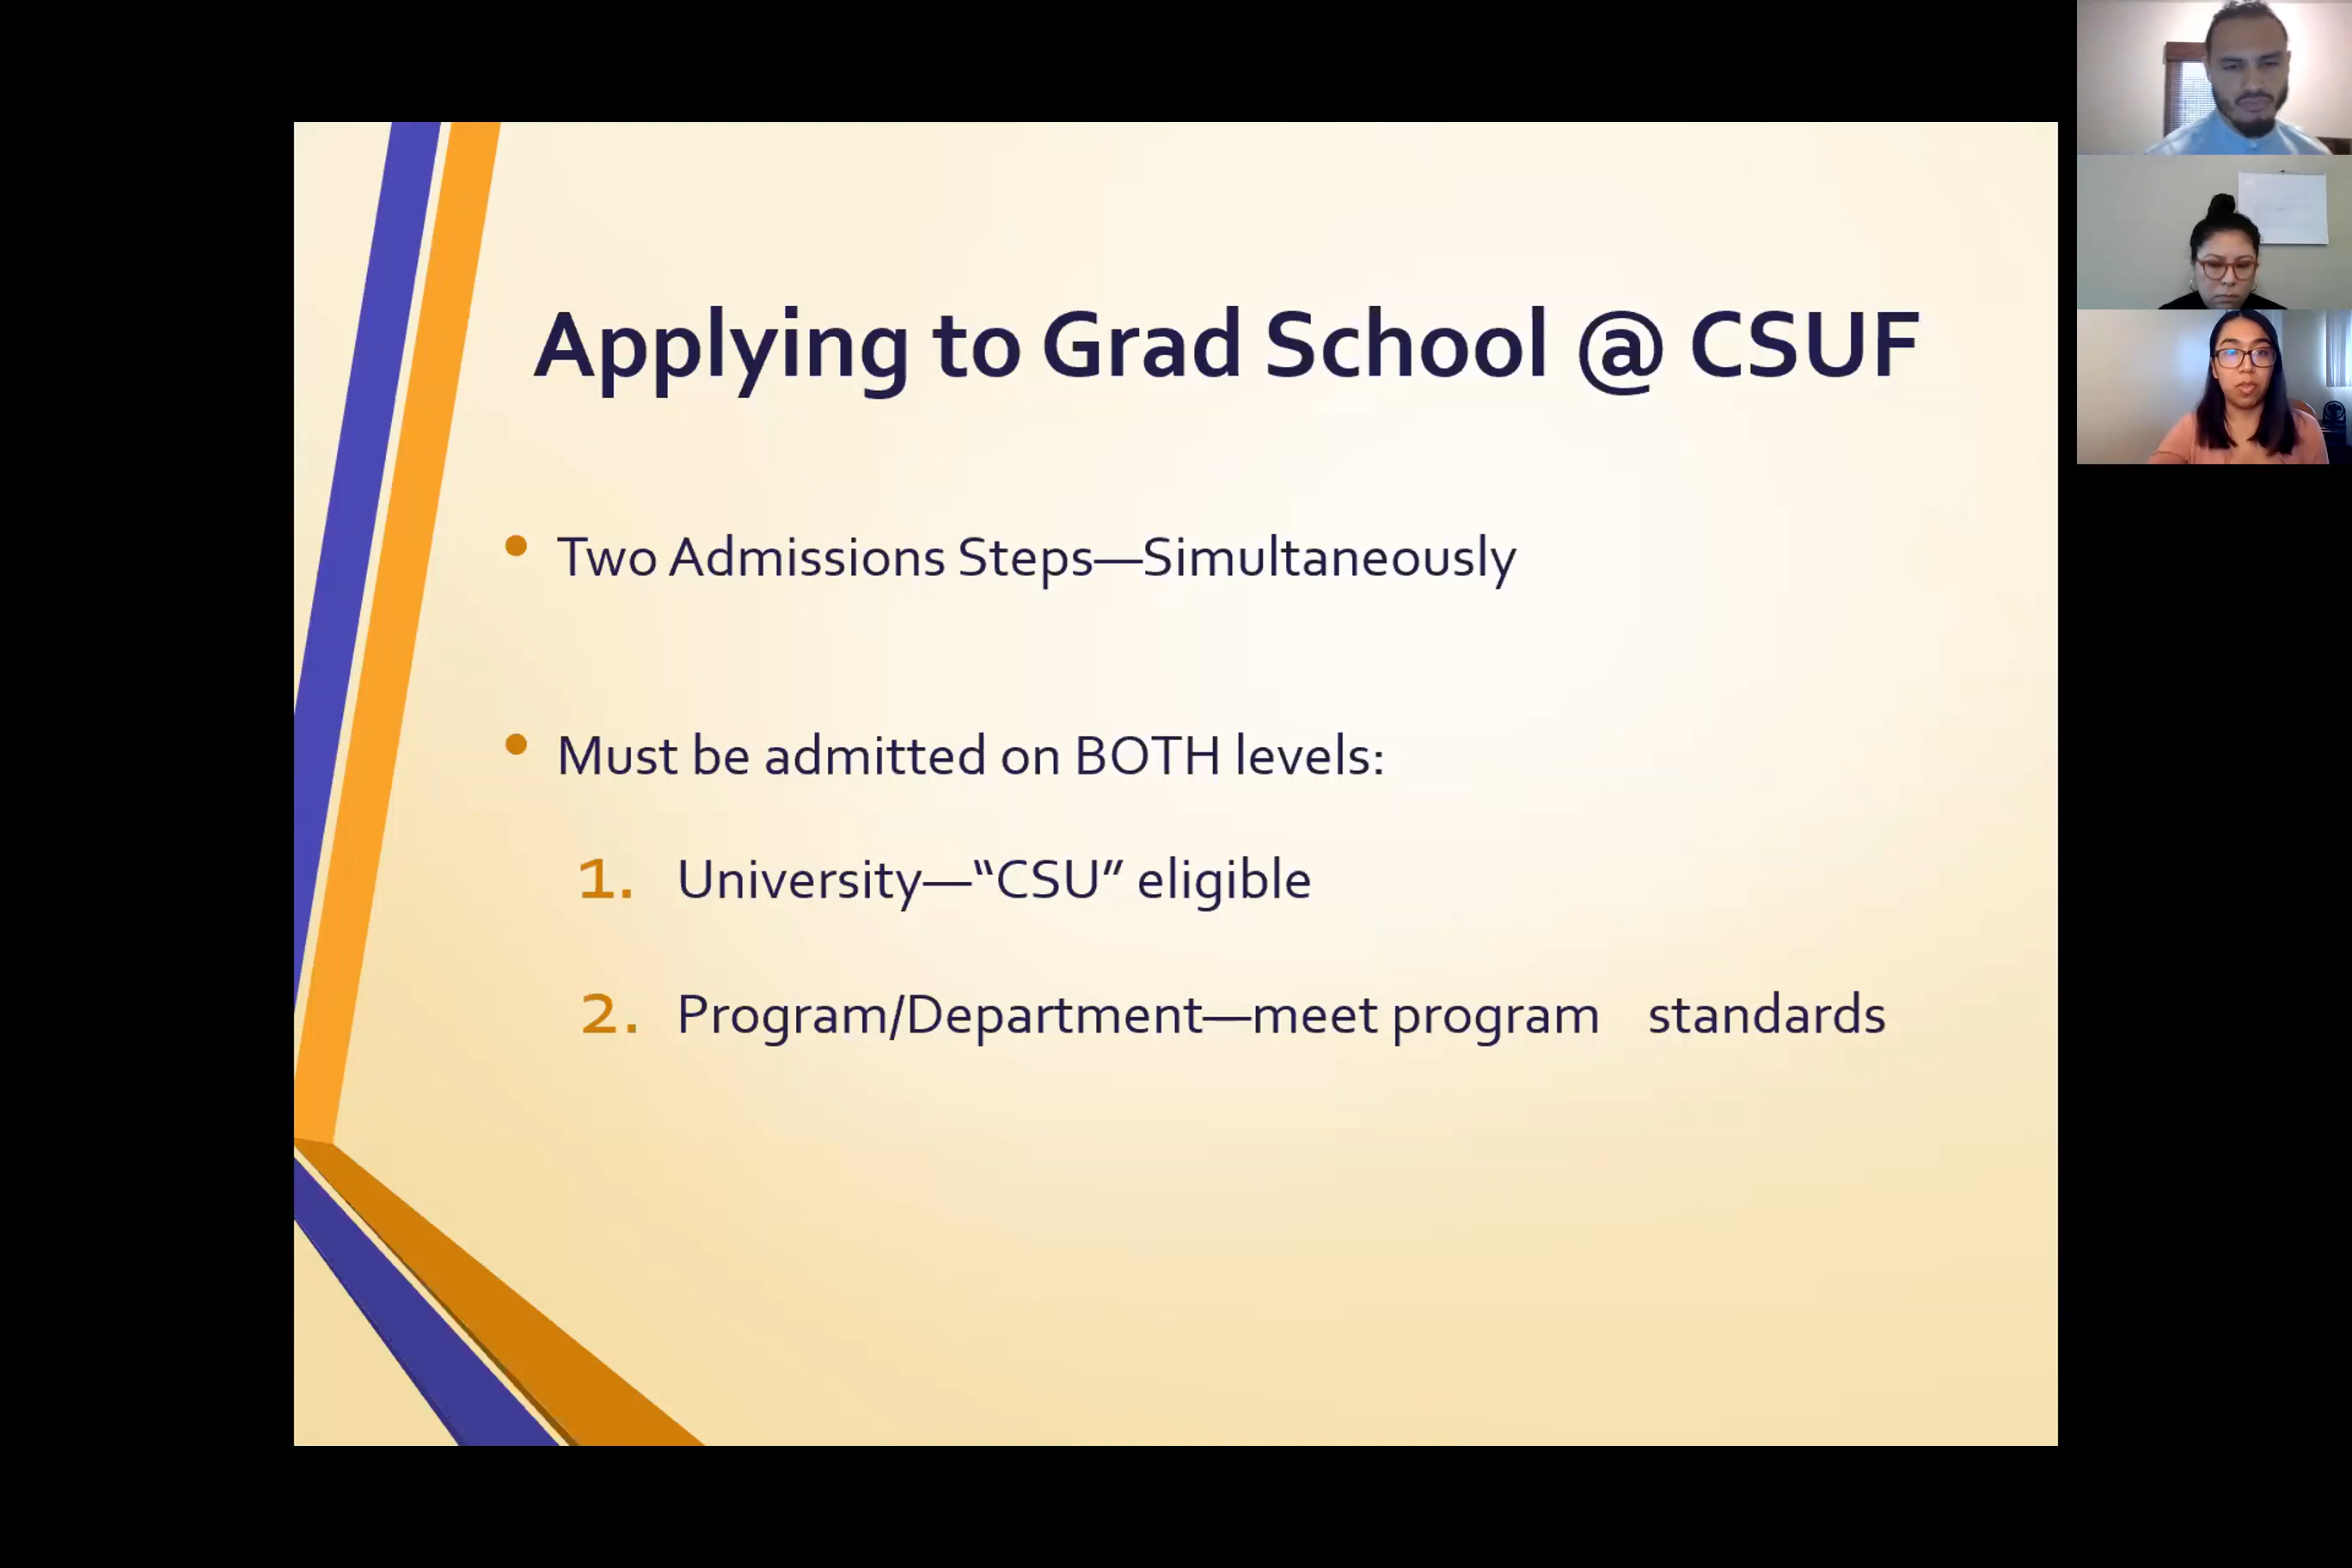 Applying to Grad School @ CSUF
• Two Admissions Steps—Simultaneously
• Must be admitted on BOTH levels:
1. University—“CSU” eligible
2. Program/Department—meet program standards